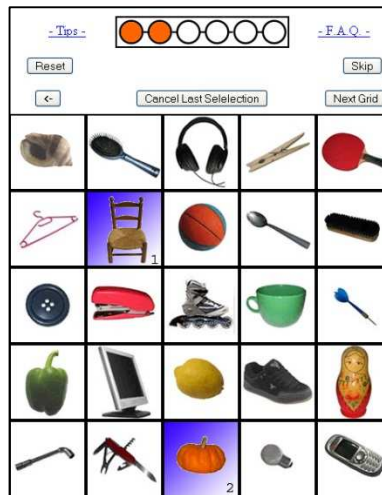 - Tips -
- F.A.Q. -
Reset
Skip
<-
Cancel Last Selelection
Next Grid
1
2